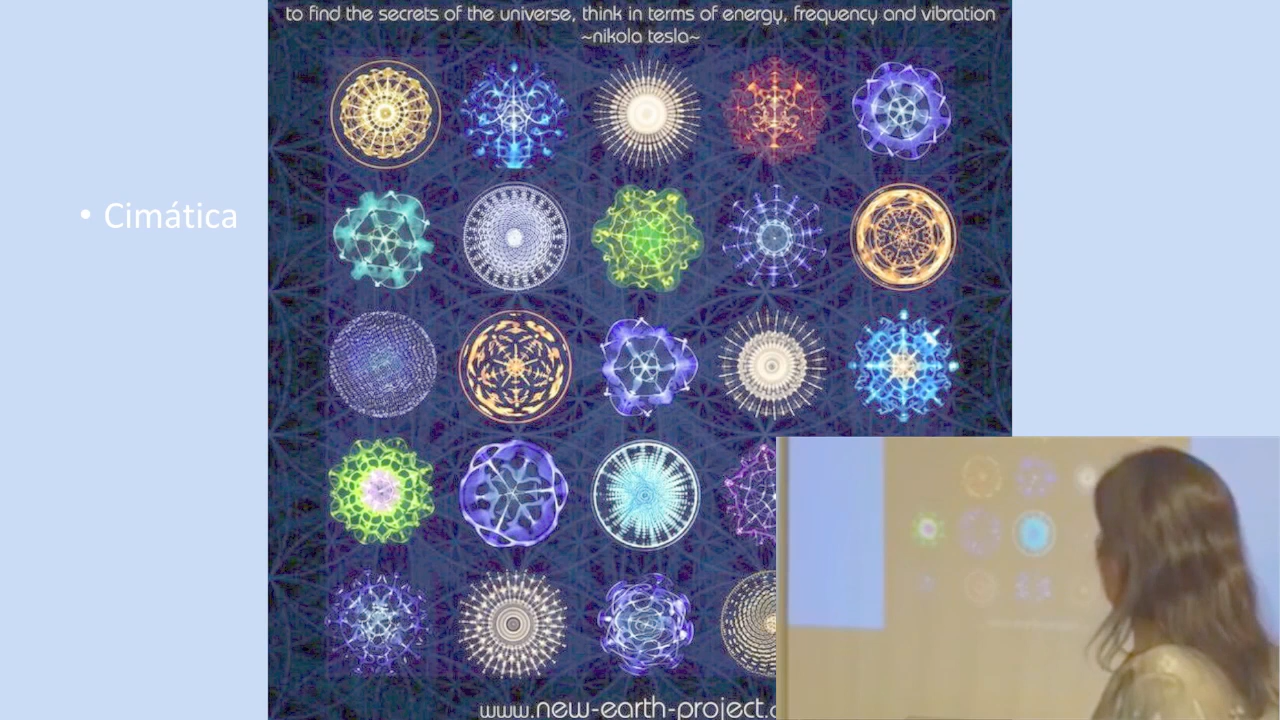 to find the secrets of the universe, think in terms of energy, frequency and vibration
~nikola tesla~
• Cimática
www.new-earth-project.